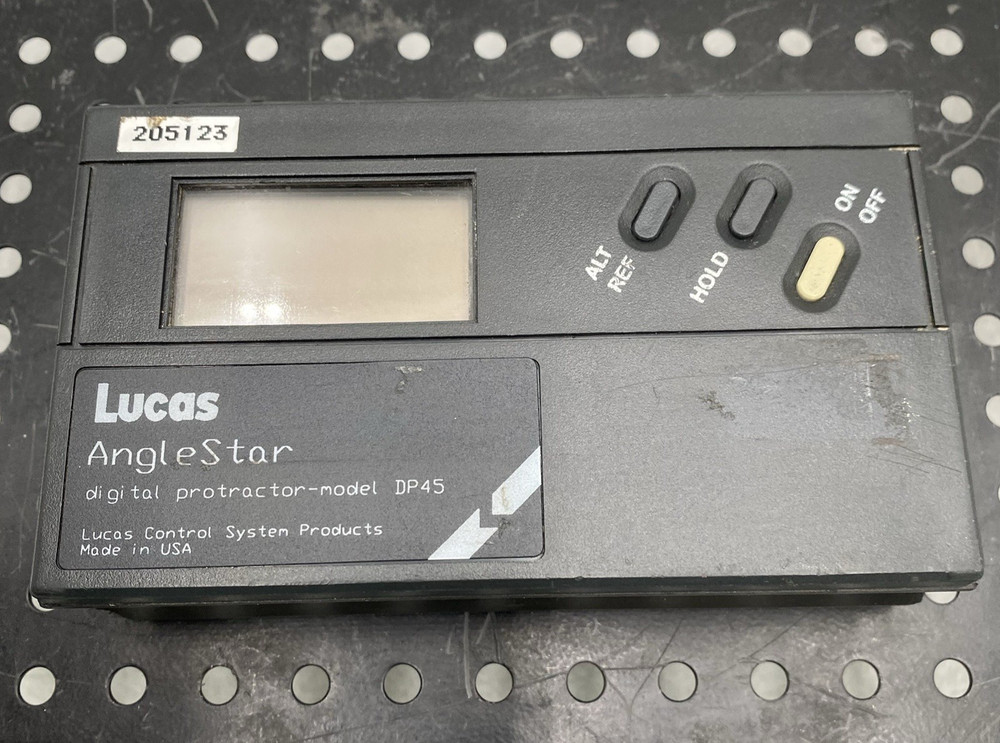 205123
ALT
REF
HOLD
ON
OFF
Lucas
AngleStar
digital protractor-model DP45
Lucas Control System Products
Made in USA